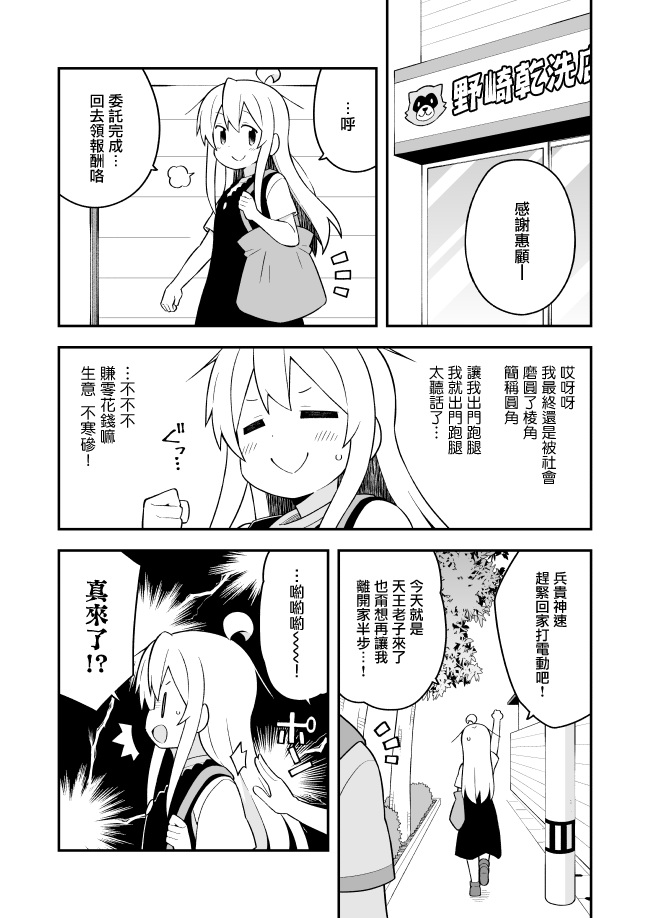 野崎乾洗店
感謝惠顧—
…呼
委託完成…
回去領報酬咯
哎呀呀
我最終還是被社會
磨圓了棱角
簡稱圓角
讓我出門跑腿
我就出門跑腿
太聽話了…
…不不不
賺零花錢嘛
生意 不寒磣！
ぐっ…
兵貴神速
趕緊回家打電動吧！
今天就是
天王老子來了
也甭想再讓我
離開家半步…！
…喲喲喲~~~！
ポン
真來了!?